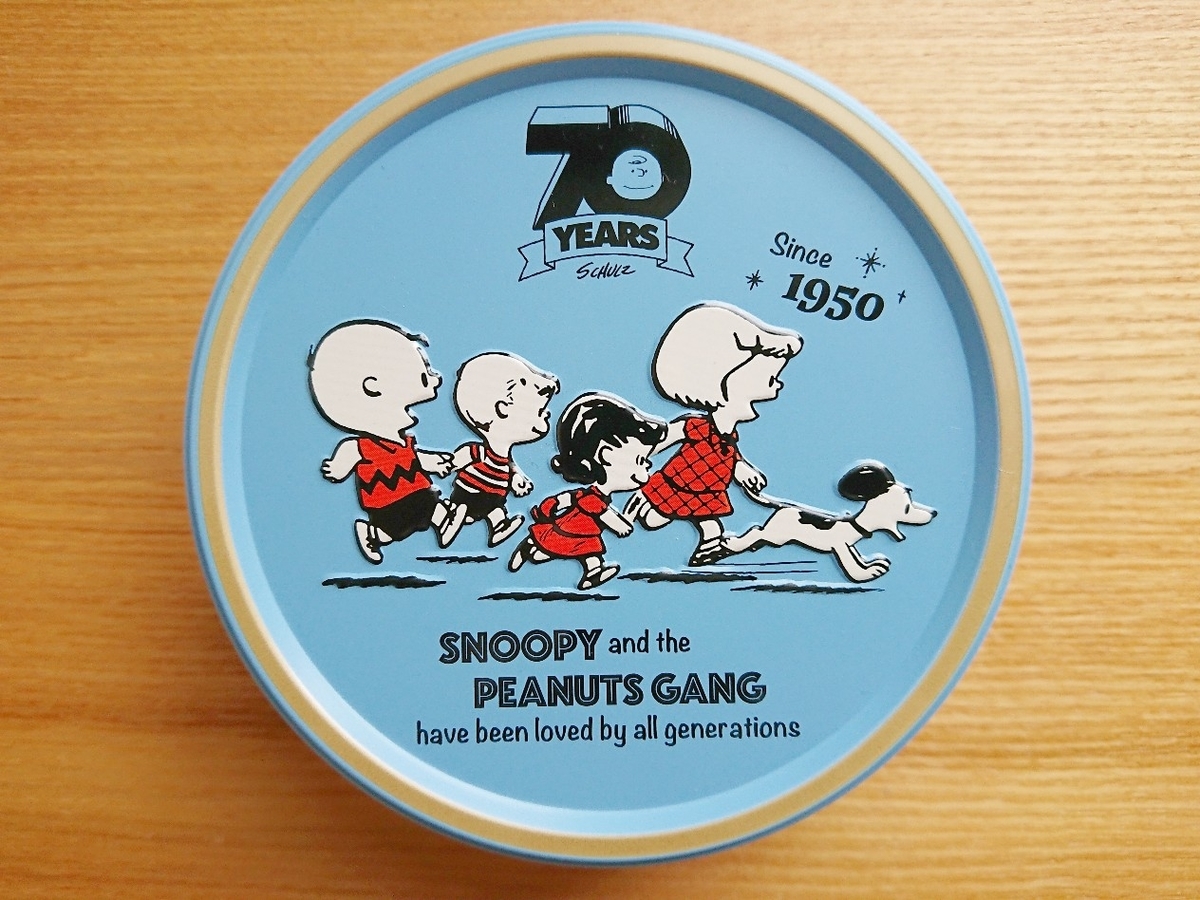 70
YEARS
SCHULZ
Since
1950
SNOOPY and the
PEANUTS GANG
have been loved by all generations